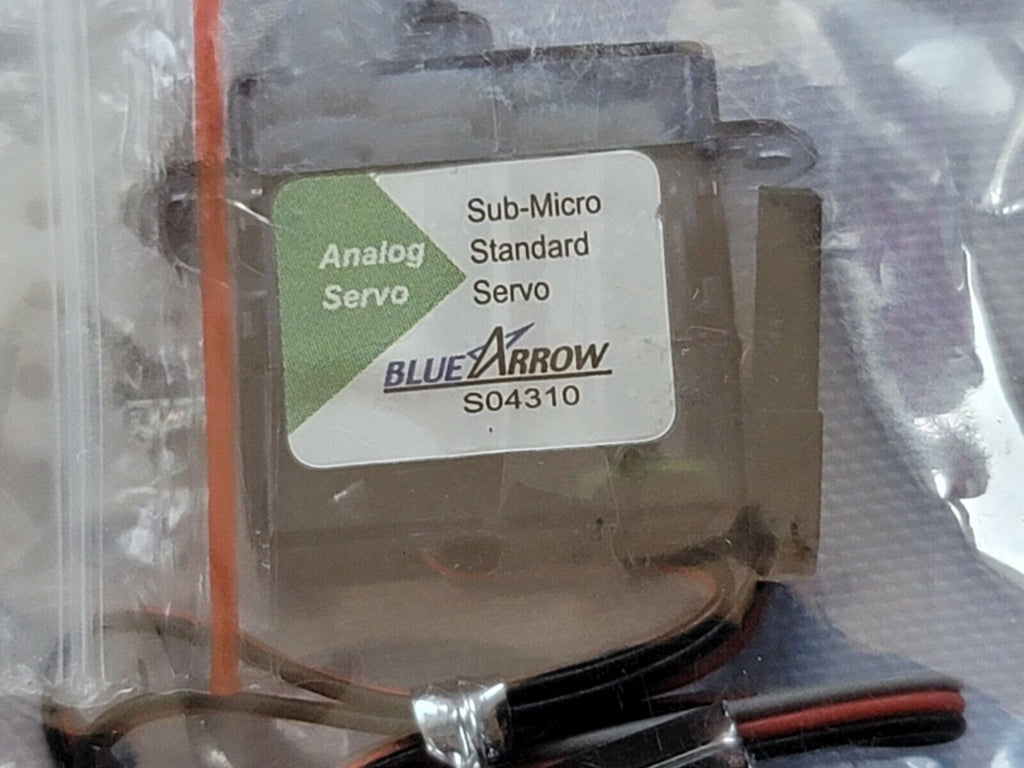 Analog
Servo
Sub-Micro
Standard
Servo
BLUE ARROW
S04310